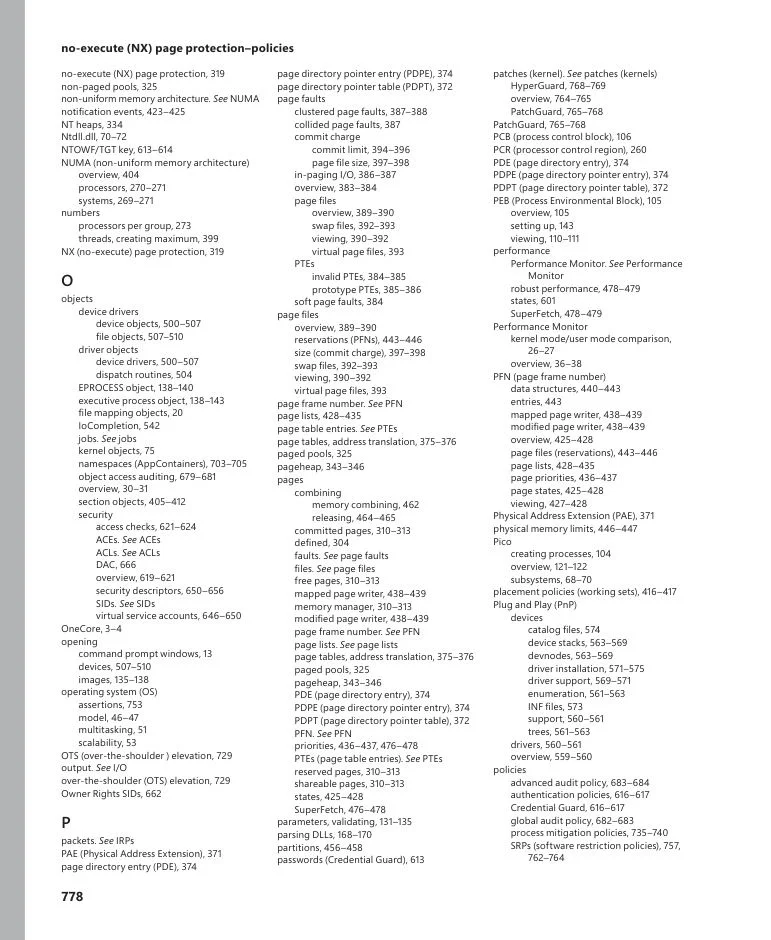 no-execute (NX) page protection–policies
no-execute (NX) page protection, 319
non-paged pools, 325
non-uniform memory architecture. See NUMA
notification events, 423–425
NT heaps, 334
Ntdll.dll, 70–72
NTOWF/TGT key, 613–614
NUMA (non-uniform memory architecture)
overview, 404
processors, 270–271
systems, 269–271
numbers
processors per group, 273
threads, creating maximum, 399
NX (no-execute) page protection, 319
O
objects
device drivers
device objects, 500–507
file objects, 507–510
driver objects
device drivers, 500–507
dispatch routines, 504
EPROCESS object, 138–140
executive process object, 138–143
file mapping objects, 20
IoCompletion, 542
jobs. See jobs
kernel objects, 75
namespaces (AppContainers), 703–705
object access auditing, 679–681
overview, 30–31
section objects, 405–412
security
access checks, 621–624
ACEs. See ACEs
ACLs. See ACLs
DAC, 666
overview, 619–621
security descriptors, 650–656
SIDs. See SIDs
virtual service accounts, 646–650
OneCore, 3–4
opening
command prompt windows, 13
devices, 507–510
images, 135–138
operating system (OS)
assertions, 753
model, 46–47
multitasking, 51
scalability, 53
OTS (over-the-shoulder ) elevation, 729
output. See I/O
over-the-shoulder (OTS) elevation, 729
Owner Rights SIDs, 662
P
packets. See IRPs
PAE (Physical Address Extension), 371
page directory entry (PDE), 374
page directory pointer entry (PDPE), 374
page directory pointer table (PDPT), 372
page faults
clustered page faults, 387–388
collided page faults, 387
commit charge
commit limit, 394–396
page file size, 397–398
in-paging I/O, 386–387
overview, 383–384
page files
overview, 389–390
swap files, 392–393
viewing, 390–392
virtual page files, 393
PTEs
invalid PTEs, 384–385
prototype PTEs, 385–386
soft page faults, 384
page files
overview, 389–390
reservations (PFNs), 443–446
size (commit charge), 397–398
swap files, 392–393
viewing, 390–392
virtual page files, 393
page frame number. See PFN
page lists, 428–435
page table entries. See PTEs
page tables, address translation, 375–376
paged pools, 325
pageheap, 343–346
pages
combining
memory combining, 462
releasing, 464–465
committed pages, 310–313
defined, 304
faults. See page faults
files. See page files
free pages, 310–313
mapped page writer, 438–439
memory manager, 310–313
modified page writer, 438–439
page frame number. See PFN
page lists. See page lists
page tables, address translation, 375–376
paged pools, 325
pageheap, 343–346
PDE (page directory entry), 374
PDPE (page directory pointer entry), 374
PDPT (page directory pointer table), 372
PFN. See PFN
priorities, 436–437, 476–478
PTEs (page table entries). See PTEs
reserved pages, 310–313
shareable pages, 310–313
states, 425–428
SuperFetch, 476–478
parameters, validating, 131–135
parsing DLLs, 168–170
partitions, 456–458
passwords (Credential Guard), 613
patches (kernel). See patches (kernels)
HyperGuard, 768–769
overview, 764–765
PatchGuard, 765–768
PatchGuard, 765–768
PCB (process control block), 106
PCR (processor control region), 260
PDE (page directory entry), 374
PDPE (page directory pointer entry), 374
PDPT (page directory pointer table), 372
PEB (Process Environmental Block), 105
overview, 105
setting up, 143
viewing, 110–111
performance
Performance Monitor. See Performance
Monitor
robust performance, 478–479
states, 601
SuperFetch, 478–479
Performance Monitor
kernel mode/user mode comparison,
26–27
overview, 36–38
PFN (page frame number)
data structures, 440–443
entries, 443
mapped page writer, 438–439
modified page writer, 438–439
overview, 425–428
page files (reservations), 443–446
page lists, 428–435
page priorities, 436–437
page states, 425–428
viewing, 427–428
Physical Address Extension (PAE), 371
physical memory limits, 446–447
Pico
creating processes, 104
overview, 121–122
subsystems, 68–70
placement policies (working sets), 416–417
Plug and Play (PnP)
devices
catalog files, 574
device stacks, 563–569
devnodes, 563–569
driver installation, 571–575
driver support, 569–571
enumeration, 561–563
INF files, 573
support, 560–561
trees, 561–563
drivers, 560–561
overview, 559–560
policies
advanced audit policy, 683–684
authentication policies, 616–617
Credential Guard, 616–617
global audit policy, 682–683
process mitigation policies, 735–740
SRPs (software restriction policies), 757,
762–764
778